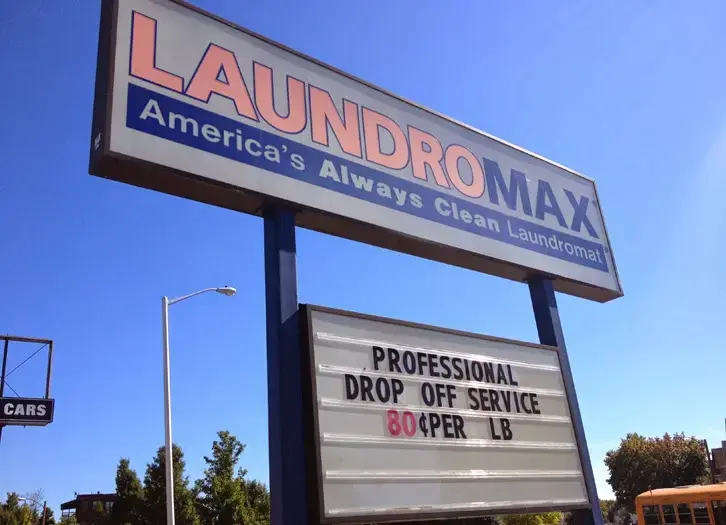 LAUNDROMAX
America's Always Clean Laundromat
PROFESSIONAL
DROP OFF SERVICE
80¢PER LB
CARS